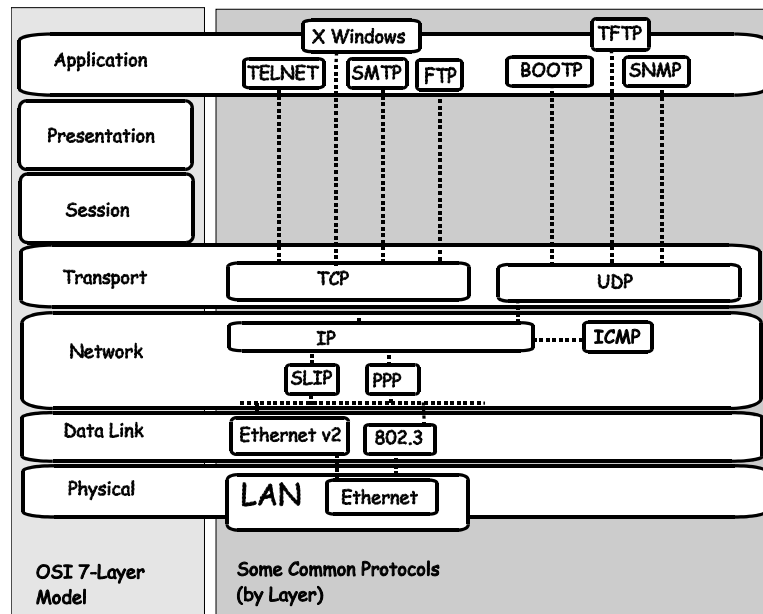 X Windows
TFTP
Application
TELNET
SMTP
FTP
BOOTP
SNMP
Presentation
Session
Transport
TCP
UDP
Network
IP
ICMP
SLIP
PPP
Data Link
Ethernet v2
802.3
Physical
LAN
Ethernet
OSI 7-Layer
Model
Some Common Protocols
(by Layer)